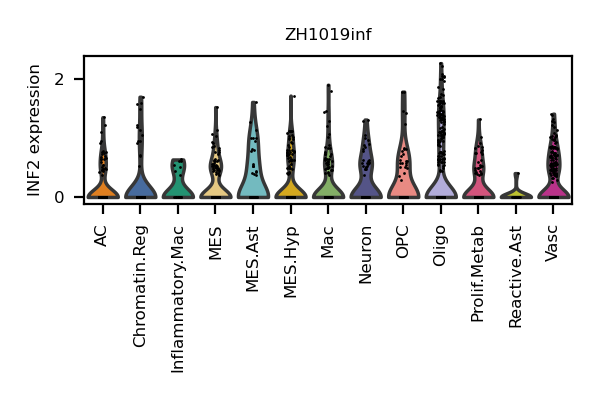 ZH1019inf
INF2 expression
2
0
AC
Chromatin.Reg
Inflammatory.Mac
MES
MES.Ast
MES.Hyp
Mac
Neuron
OPC
Oligo
Prolif.Metab
Reactive.Ast
Vasc